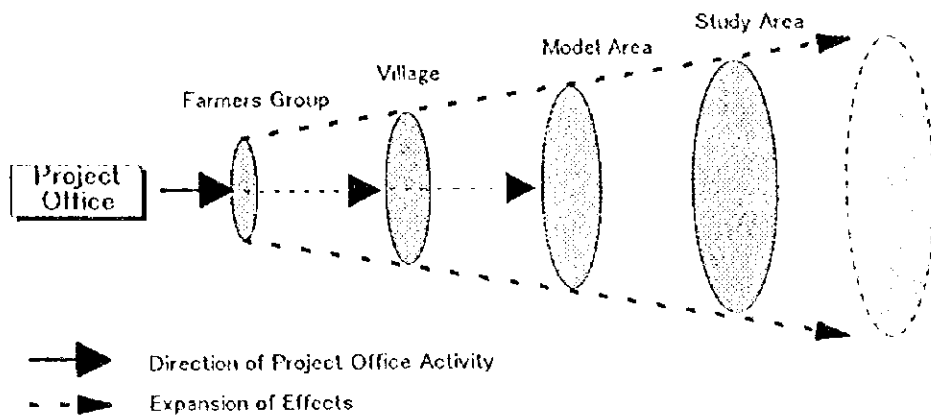 Study Area
Model Area
Village
Farmers Group
Project
Office
Direction of Project Office Activity
Expansion of Effects